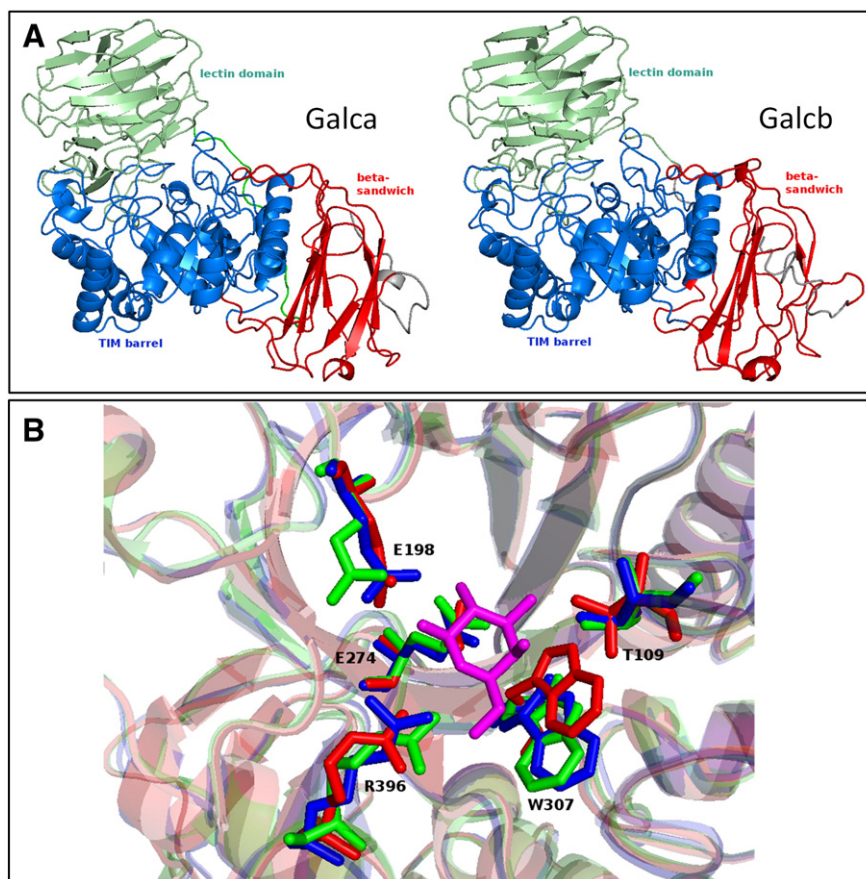 A
lectin domain
Galca
beta-
sandwich
TIM barrel
lectin domain
Galcb
beta-
sandwich
TIM barrel
B
E198
E274
T109
R396
W307